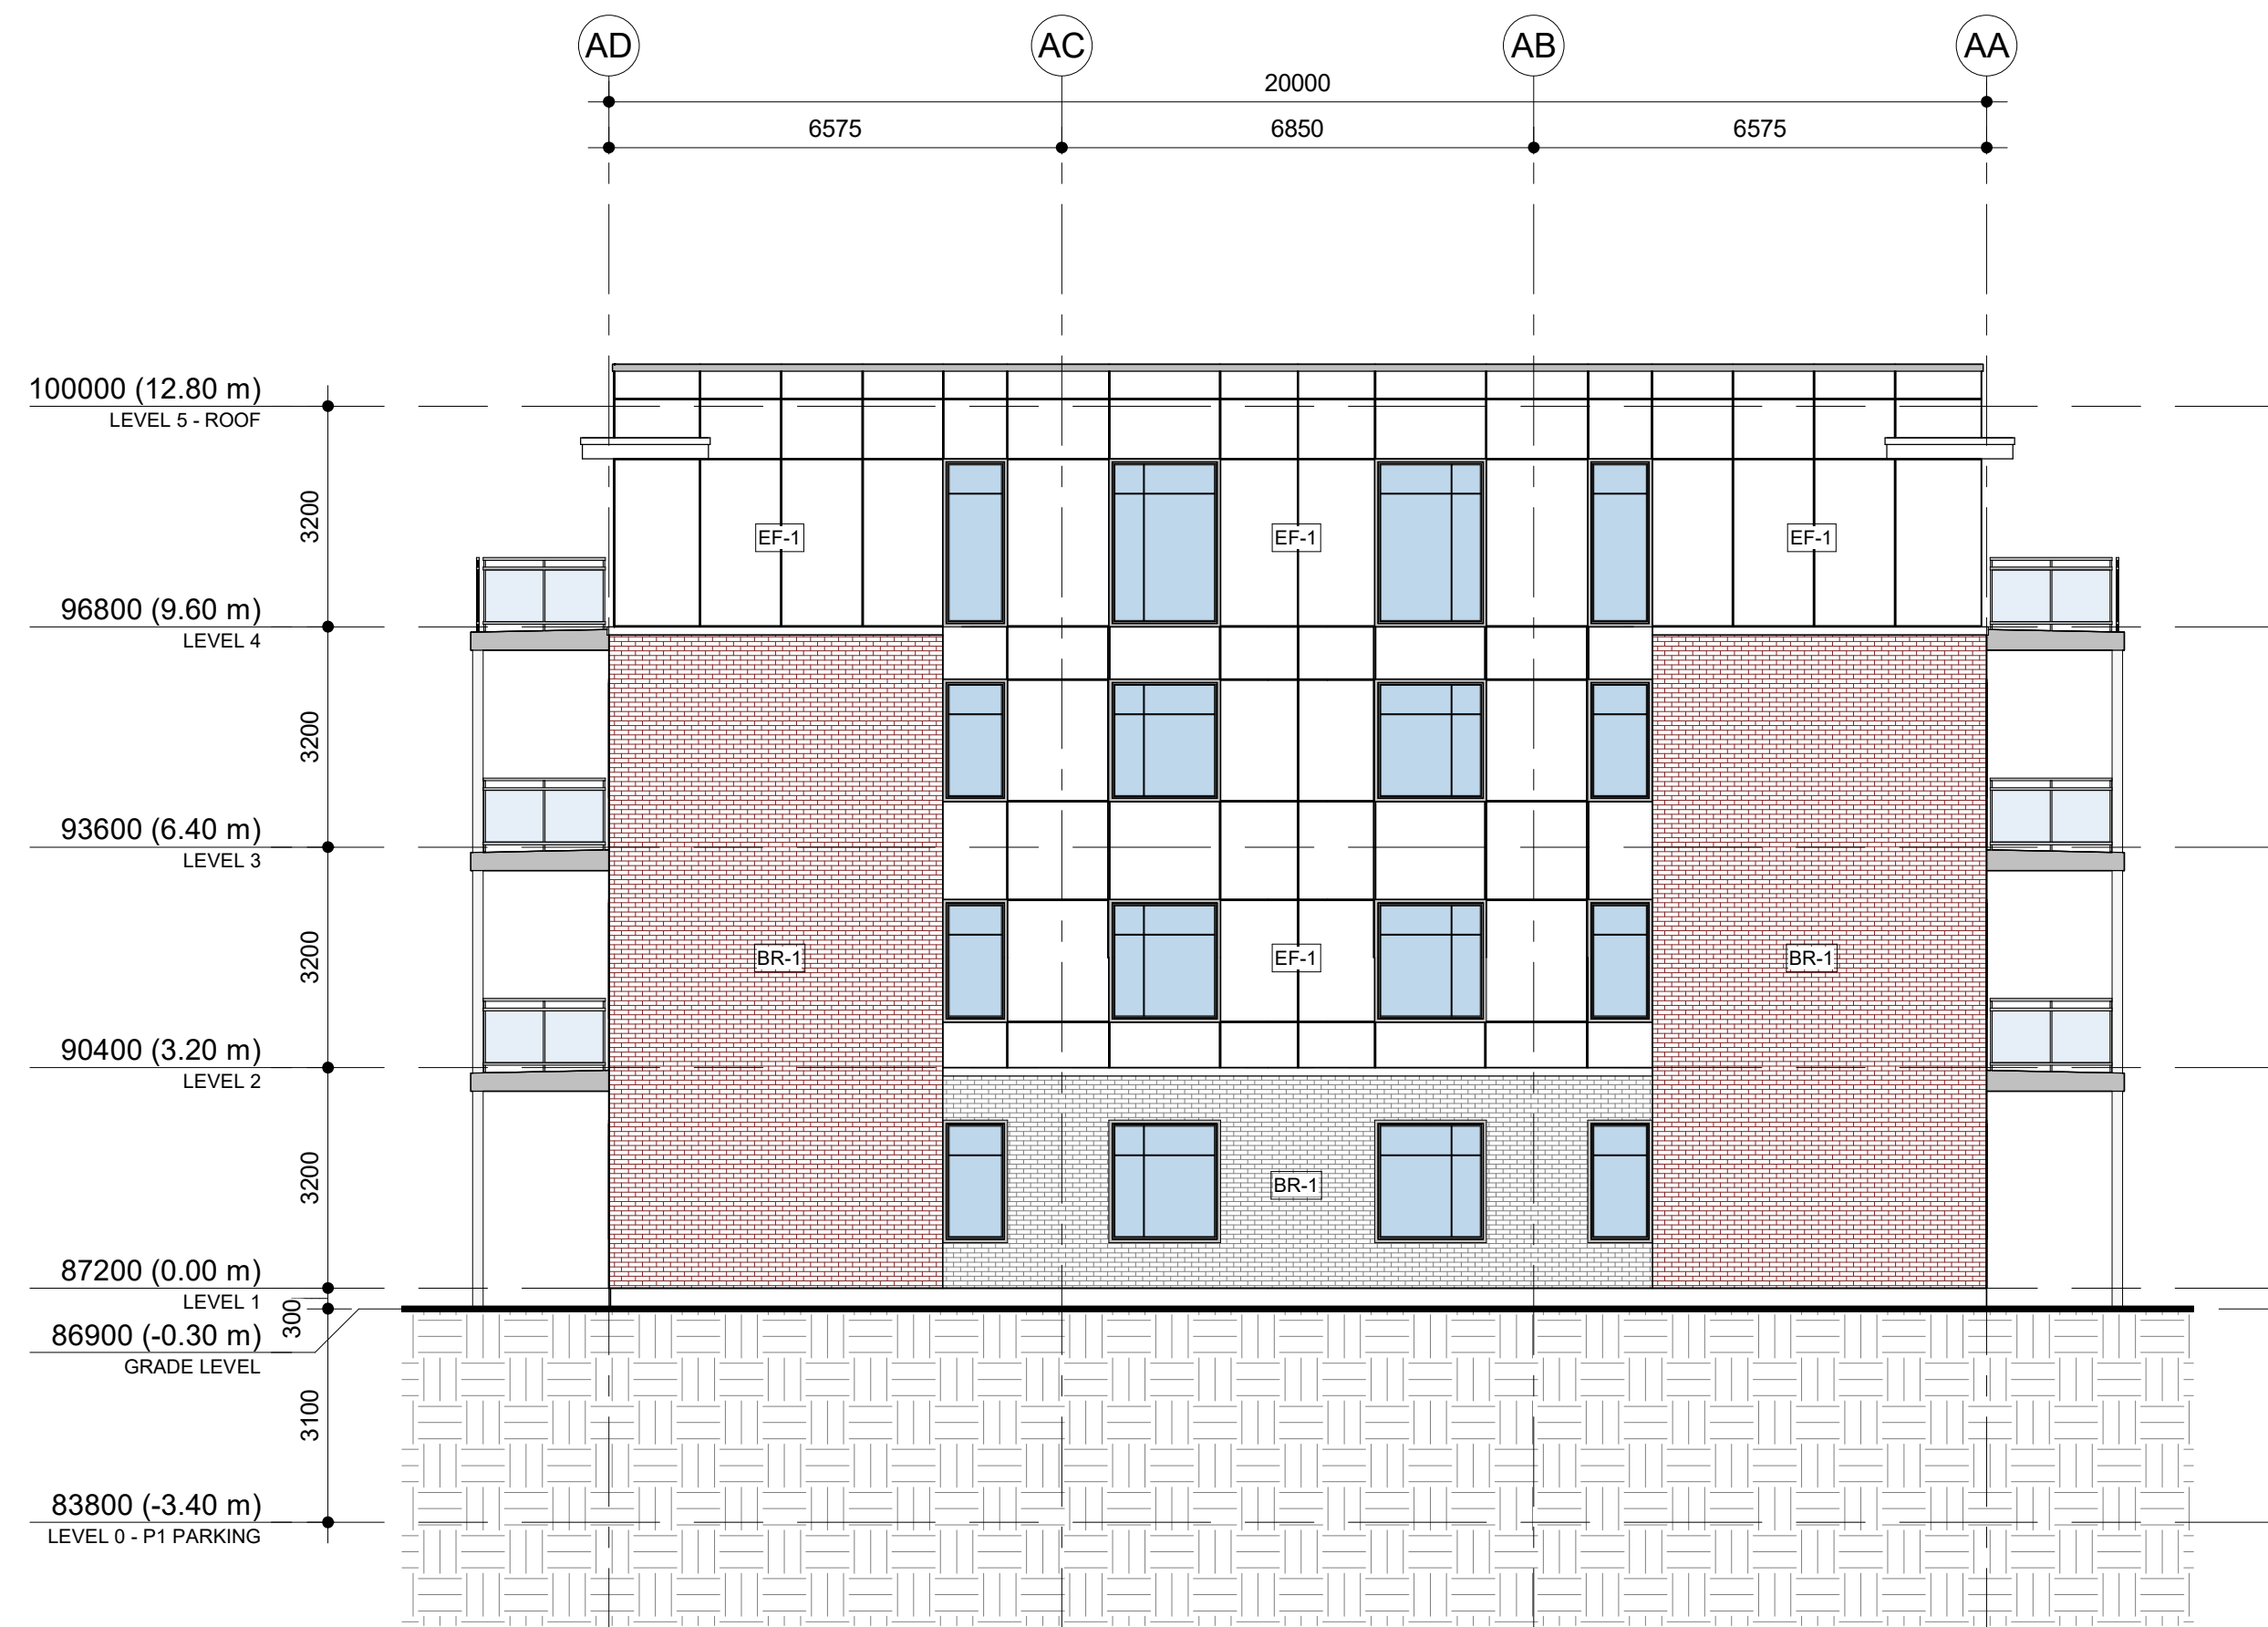 AD
AC
AB
AA
20000
6575
6850
6575
100000 (12.80 m)
LEVEL 5 - ROOF
3200
EF-1
EF-1
EF-1
96800 (9.60 m)
LEVEL 4
3200
93600 (6.40 m)
LEVEL 3
3200
BR-1
EF-1
BR-1
90400 (3.20 m)
LEVEL 2
3200
BR-1
87200 (0.00 m)
LEVEL 1
300
86900 (-0.30 m)
GRADE LEVEL
3100
83800 (-3.40 m)
LEVEL 0 - P1 PARKING